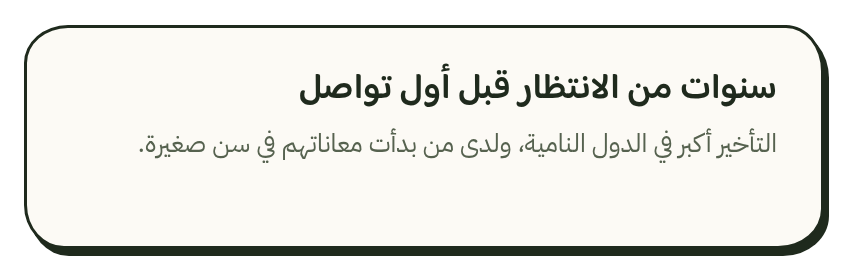 سنوات من الانتظار قبل أول تواصل
التأخير أكبر في الدول النامية، ولدى من بدأت معاناتهم في سن صغيرة.